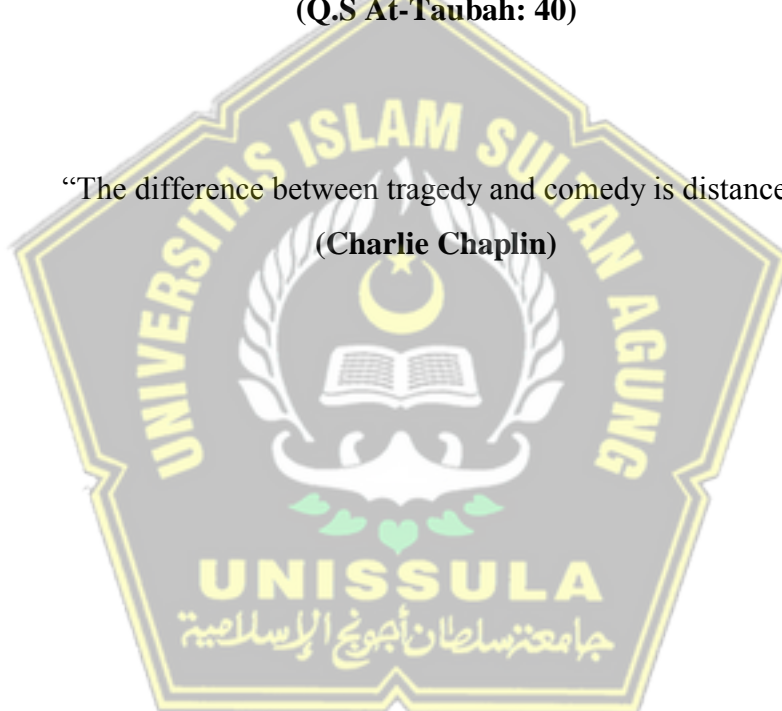 (Q.S At-Taubah: 40)
“The difference between tragedy and comedy is distance
(Charlie Chaplin)
UNIVERSITAS ISLAM SULTAN AGUNG
UNISSULA
جامعة سلطان أجونج الإسلامية